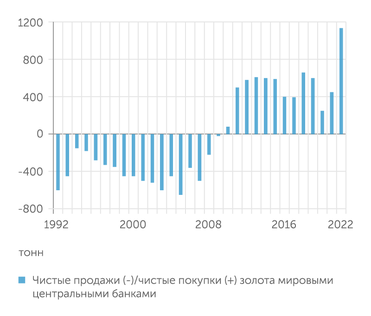 1200
800
400
0
-400
-800
1992 2000 2008 2016 2022
тонн
Чистые продажи (-)/чистые покупки (+) золота мировыми
центральными банками